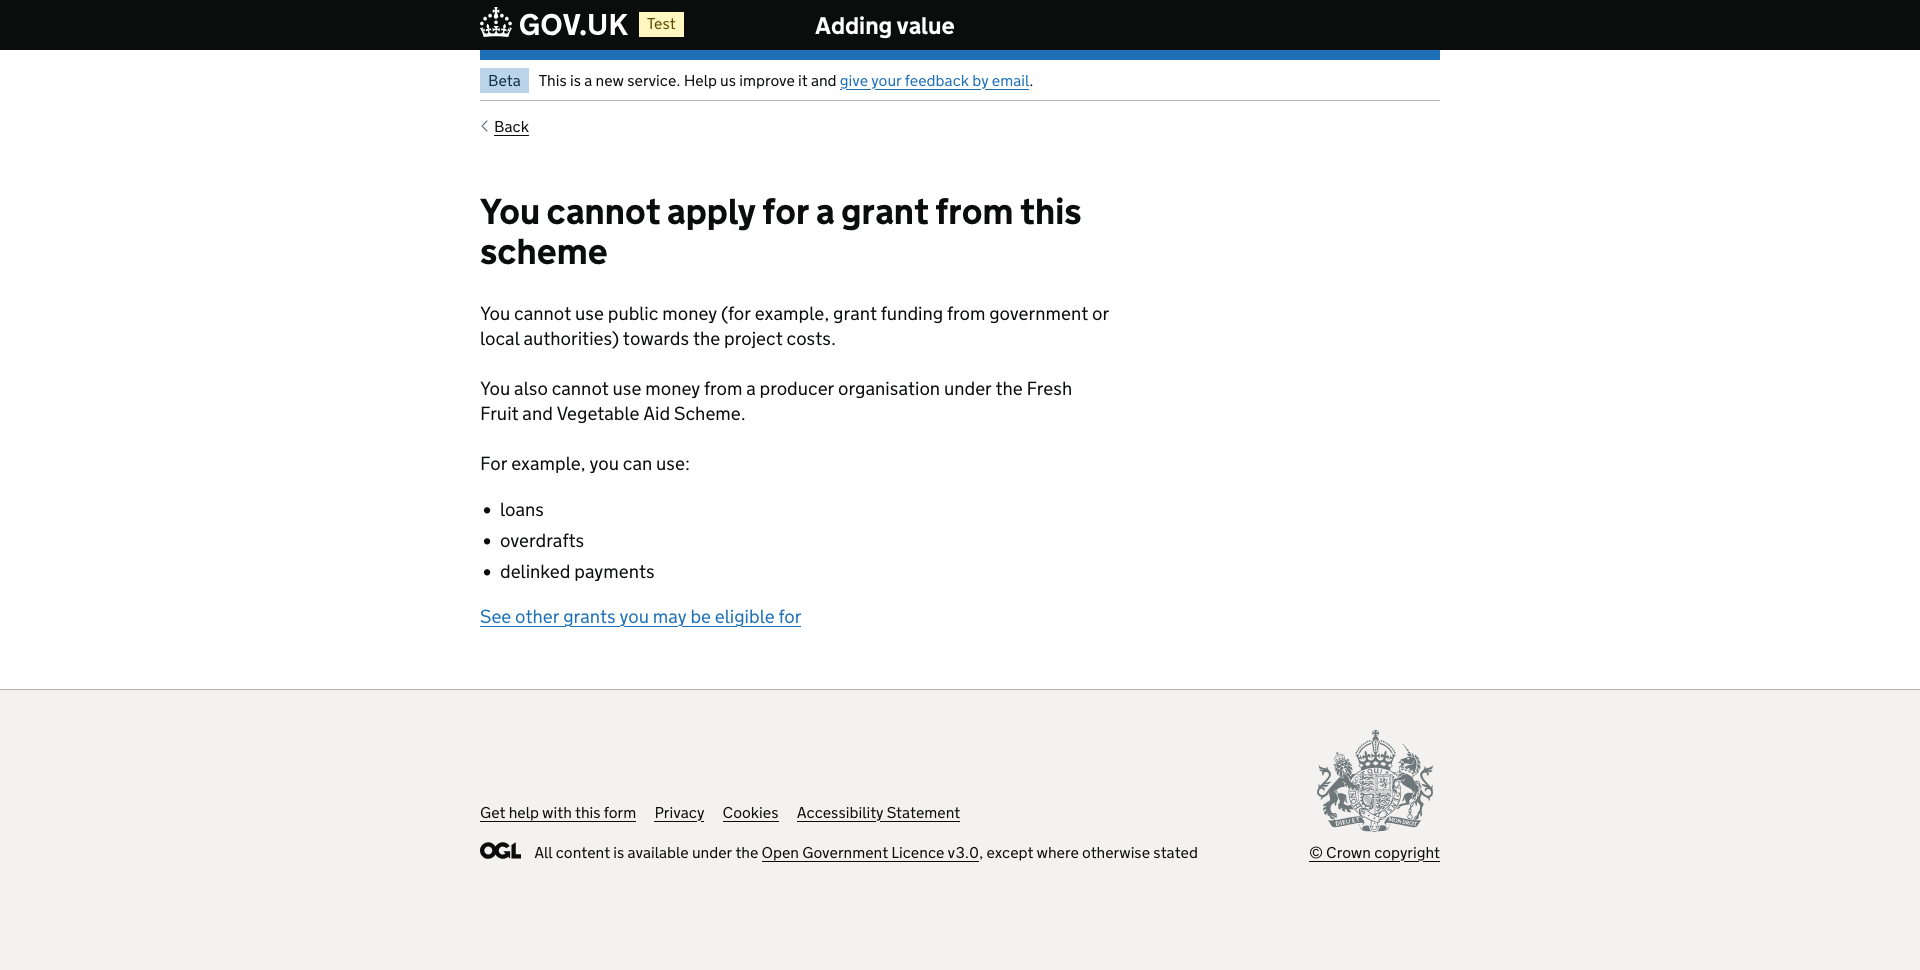 GOV.UK Test Adding value
Beta This is a new service. Help us improve it and give your feedback by email.
Back
You cannot apply for a grant from this
scheme
You cannot use public money (for example, grant funding from government or
local authorities) towards the project costs.
You also cannot use money from a producer organisation under the Fresh
Fruit and Vegetable Aid Scheme.
For example, you can use:
• loans
• overdrafts
• delinked payments
See other grants you may be eligible for
Get help with this form Privacy Cookies Accessibility Statement
OGL All content is available under the Open Government Licence v3.0, except where otherwise stated
DIEU ET MON DROIT
© Crown copyright